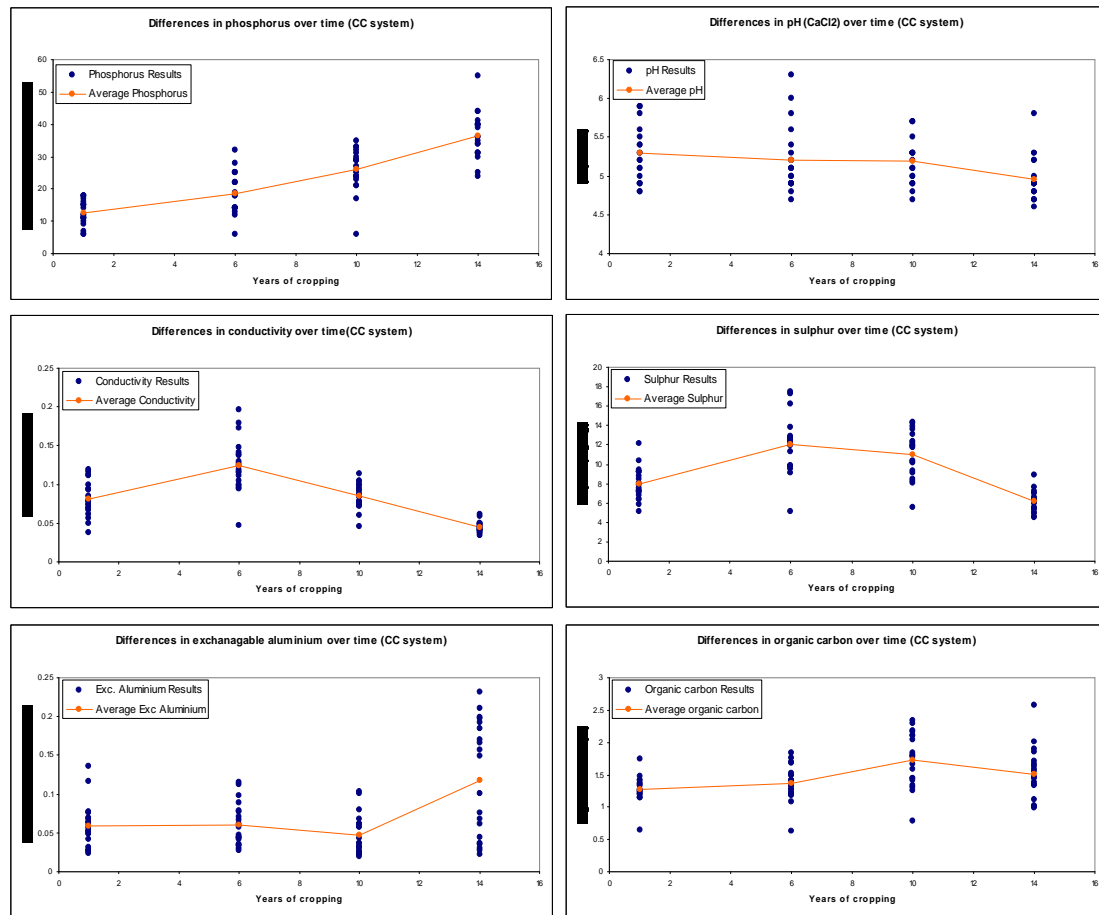 Differences in phosphorus over time (CC system)
60
50
40
30
20
10
0
Phosphorus Results
Average Phosphorus
0 2 4 6 8 10 12 14 16
Years of cropping
Differences in pH (CaCl2) over time (CC system)
6.5
6
5.5
5
4.5
4
pH Results
Average pH
0 2 4 6 8 10 12 14 16
Years of cropping
Differences in conductivity over time(CC system)
0.25
0.2
0.15
0.1
0.05
0
Conductivity Results
Average Conductivity
0 2 4 6 8 10 12 14 16
Years of cropping
Differences in sulphur over time (CC system)
20
18
16
14
12
10
8
6
4
2
0
Sulphur Results
Average Sulphur
0 2 4 6 8 10 12 14 16
Years of cropping
Differences in exchanagable aluminium over time (CC system)
0.25
0.2
0.15
0.1
0.05
0
Exc. Aluminium Results
Average Exc Aluminium
0 2 4 6 8 10 12 14 16
Years of cropping
Differences in organic carbon over time (CC system)
3
2.5
2
1.5
1
0.5
0
Organic carbon Results
Average organic carbon
0 2 4 6 8 10 12 14 16
Years of cropping